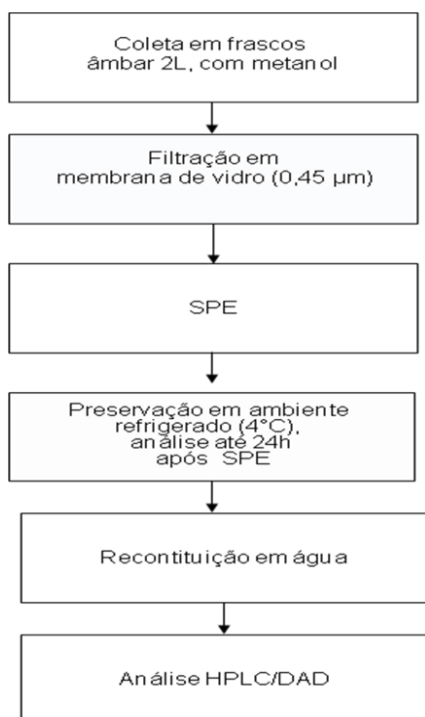 Coleta em frascos
âmbar 2L, com metanol
Filtração em
membrana de vidro (0,45 µm)
SPE
Preservação em ambiente
refrigerado (4°C),
análise até 24h
após SPE
Recontituição em água
Análise HPLC/DAD